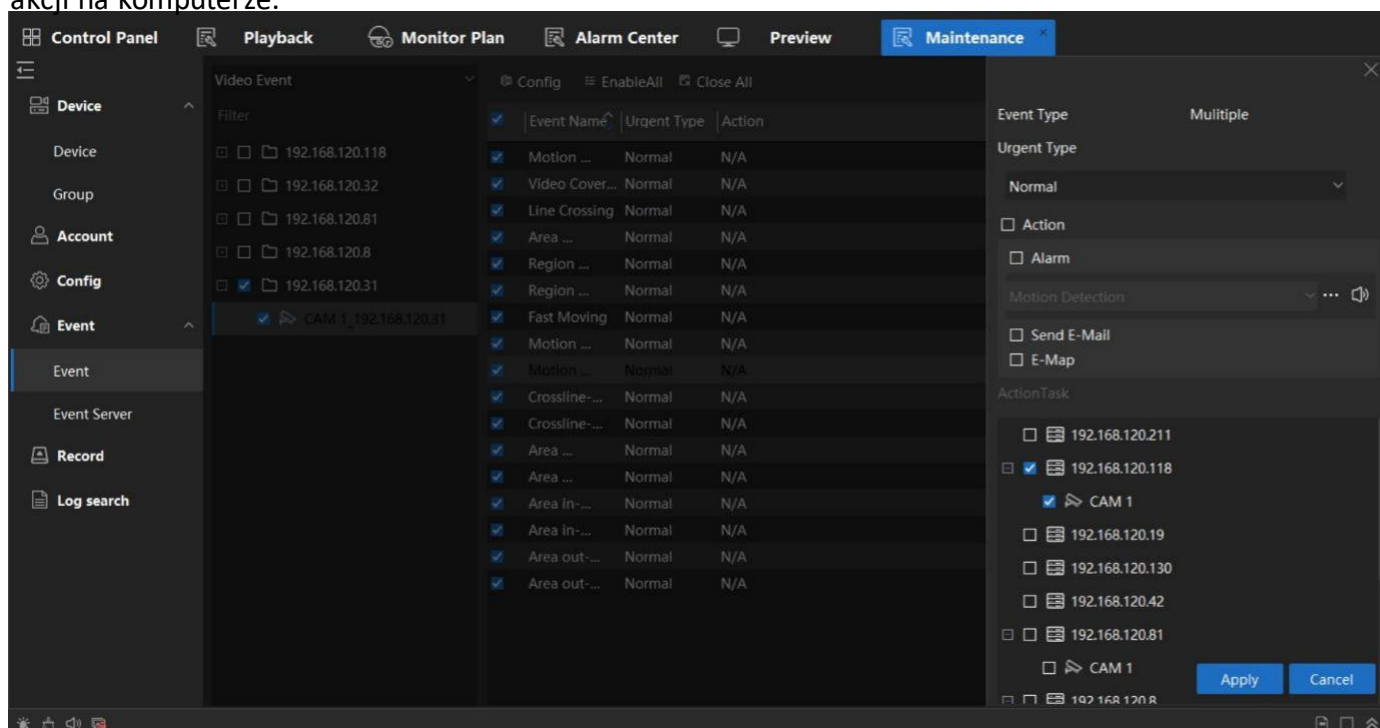 akcji na komputerze.
Control Panel Playback Monitor Plan Alarm Center Preview Maintenance
Video Event Config EnableAll Close All
Device Filter Event Name Urgent Type Action Event Type Mulitiple
Device 192.168.120.118 Motion ... Normal N/A Urgent Type
Group 192.168.120.32 Video Cover... Normal N/A Normal
192.168.120.81 Line Crossing Normal N/A
Account 192.168.120.8 Area ... Normal N/A Action
Config 192.168.120.31 Region ... Normal N/A Alarm
Region ... Normal N/A Motion Detection ...
Event CAM 1_192.168.120.31 Fast Moving Normal N/A
Motion ... Normal N/A Send E-Mail
Event Motion ... Normal N/A E-Map
Crossline-... Normal N/A ActionTask
Event Server Crossline-... Normal N/A 192.168.120.211
Record Area ... Normal N/A 192.168.120.118
Area ... Normal N/A
Log search Area in-... Normal N/A CAM 1
Area in-... Normal N/A 192.168.120.19
Area out-... Normal N/A 192.168.120.130
Area out-... Normal N/A 192.168.120.42
192.168.120.81
CAM 1
Apply Cancel
192.168.120.8